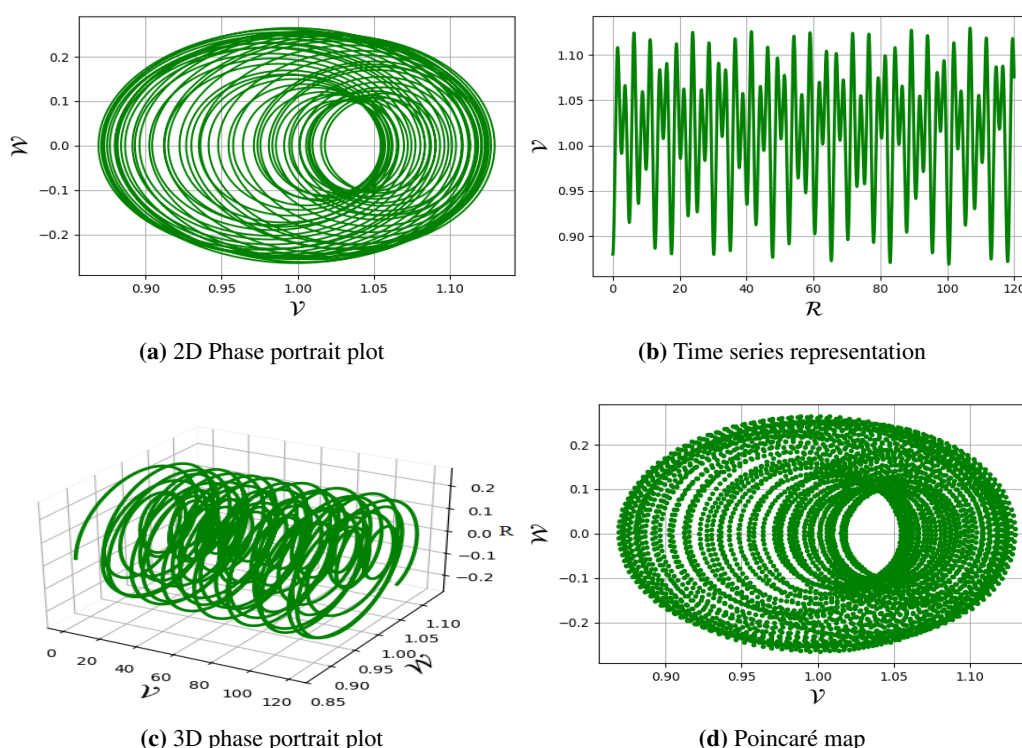 0.2
0.1
0.0
−0.1
−0.2
𝒲
0.90 0.95 1.00 1.05 1.10
𝒱
(a) 2D Phase portrait plot
1.10
1.05
1.00
0.95
0.90
𝒱
0 20 40 60 80 100 120
ℛ
(b) Time series representation
0.2
0.1
0.0
−0.1
−0.2
R
0 20 40 60 80 100 120
𝒱
0.85 0.90 0.95 1.00 1.05 1.10
𝒲
(c) 3D phase portrait plot
0.2
0.1
0.0
−0.1
−0.2
𝒲
0.90 0.95 1.00 1.05 1.10
𝒱
(d) Poincaré map